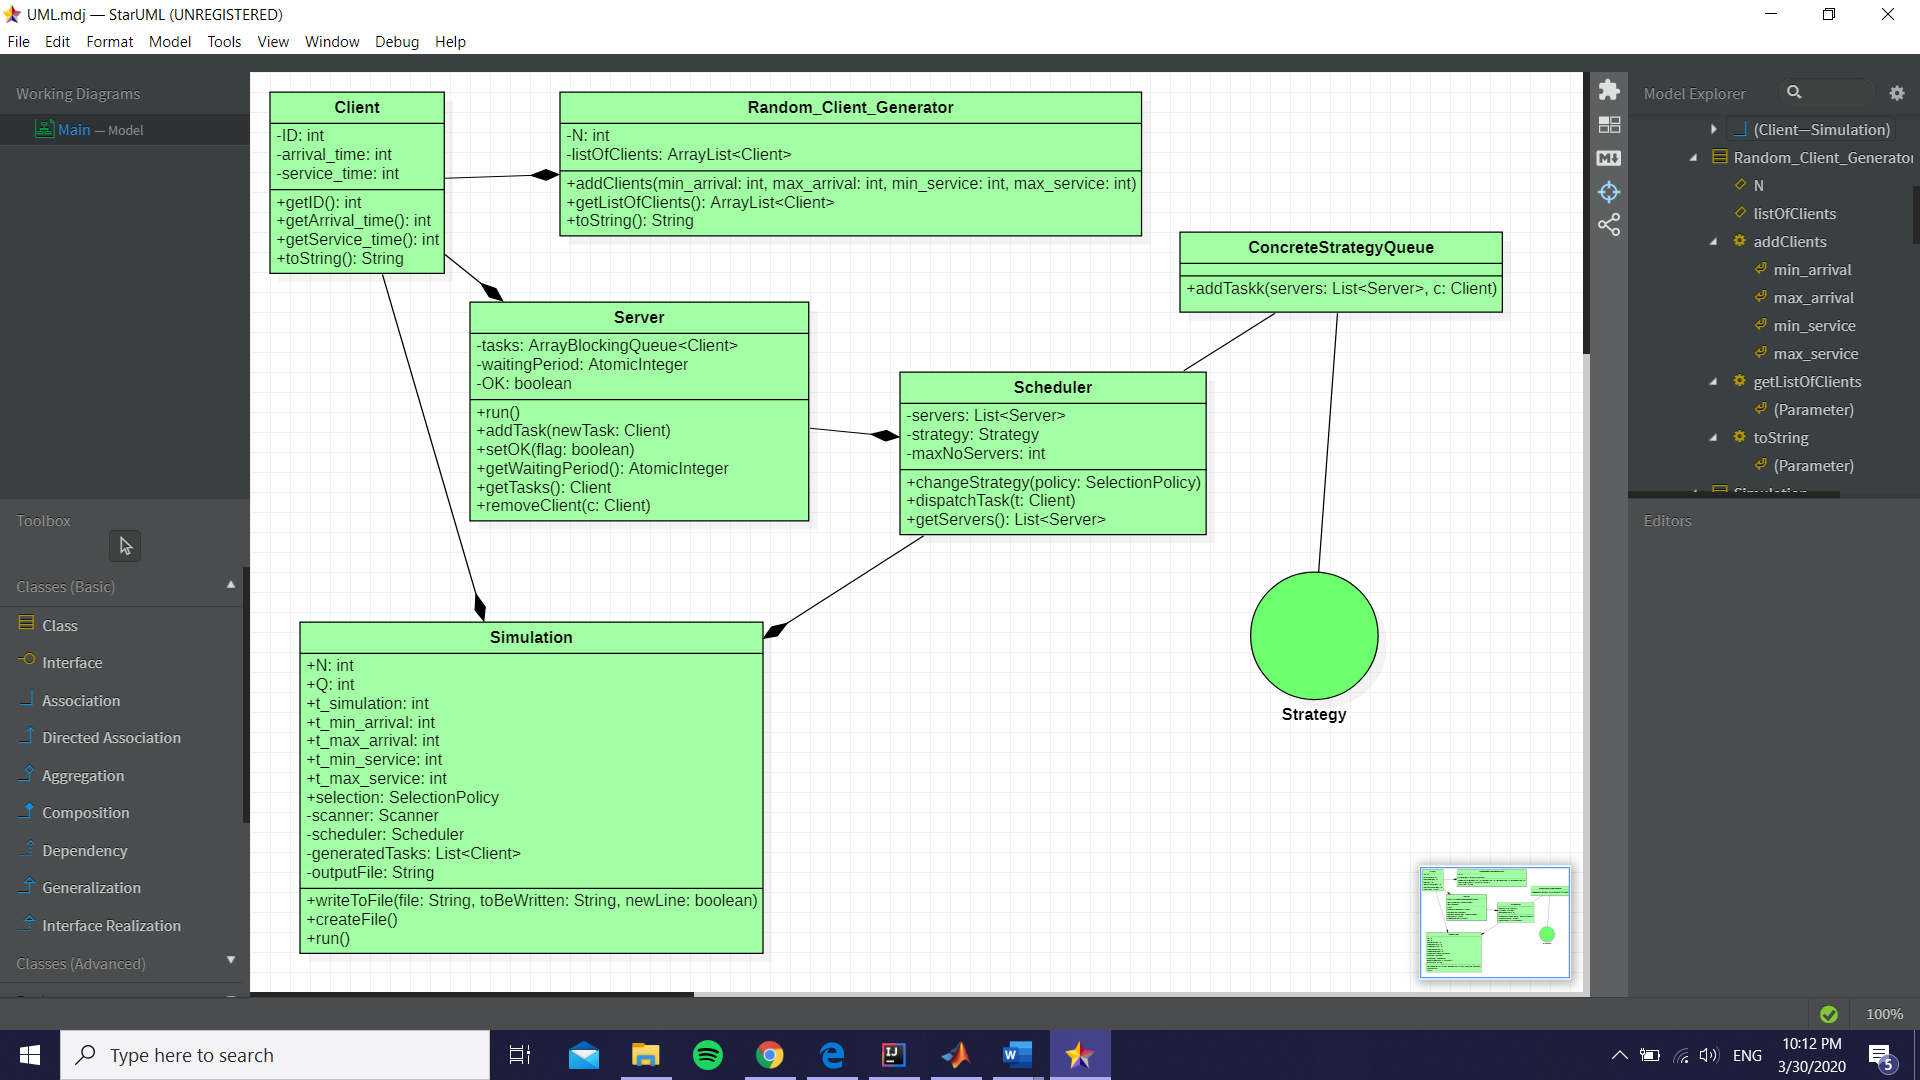 UML.mdj — StarUML (UNREGISTERED)
File Edit Format Model Tools View Window Debug Help
Working Diagrams
Main — Model
Toolbox
Classes (Basic)
Class
Interface
Association
Directed Association
Aggregation
Composition
Dependency
Generalization
Interface Realization
Classes (Advanced)
Client
-ID: int
-arrival_time: int
-service_time: int
+getID(): int
+getArrival_time(): int
+getService_time(): int
+toString(): String
Random_Client_Generator
-N: int
-listOfClients: ArrayList<Client>
+addClients(min_arrival: int, max_arrival: int, min_service: int, max_service: int)
+getListOfClients(): ArrayList<Client>
+toString(): String
ConcreteStrategyQueue
+addTaskk(servers: List<Server>, c: Client)
Server
-tasks: ArrayBlockingQueue<Client>
-waitingPeriod: AtomicInteger
-OK: boolean
+run()
+addTask(newTask: Client)
+setOK(flag: boolean)
+getWaitingPeriod(): AtomicInteger
+getTasks(): Client
+removeClient(c: Client)
Scheduler
-servers: List<Server>
-strategy: Strategy
-maxNoServers: int
+changeStrategy(policy: SelectionPolicy)
+dispatchTask(t: Client)
+getServers(): List<Server>
Simulation
+N: int
+Q: int
+t_simulation: int
+t_min_arrival: int
+t_max_arrival: int
+t_min_service: int
+t_max_service: int
+selection: SelectionPolicy
-scanner: Scanner
-scheduler: Scheduler
-generatedTasks: List<Client>
-outputFile: String
+writeToFile(file: String, toBeWritten: String, newLine: boolean)
+createFile()
+run()
Strategy
Model Explorer
(Client—Simulation)
Random_Client_Generator
N
listOfClients
addClients
min_arrival
max_arrival
min_service
max_service
getListOfClients
(Parameter)
toString
(Parameter)
Simulation
Editors
100%
Type here to search
ENG
10:12 PM
3/30/2020
5